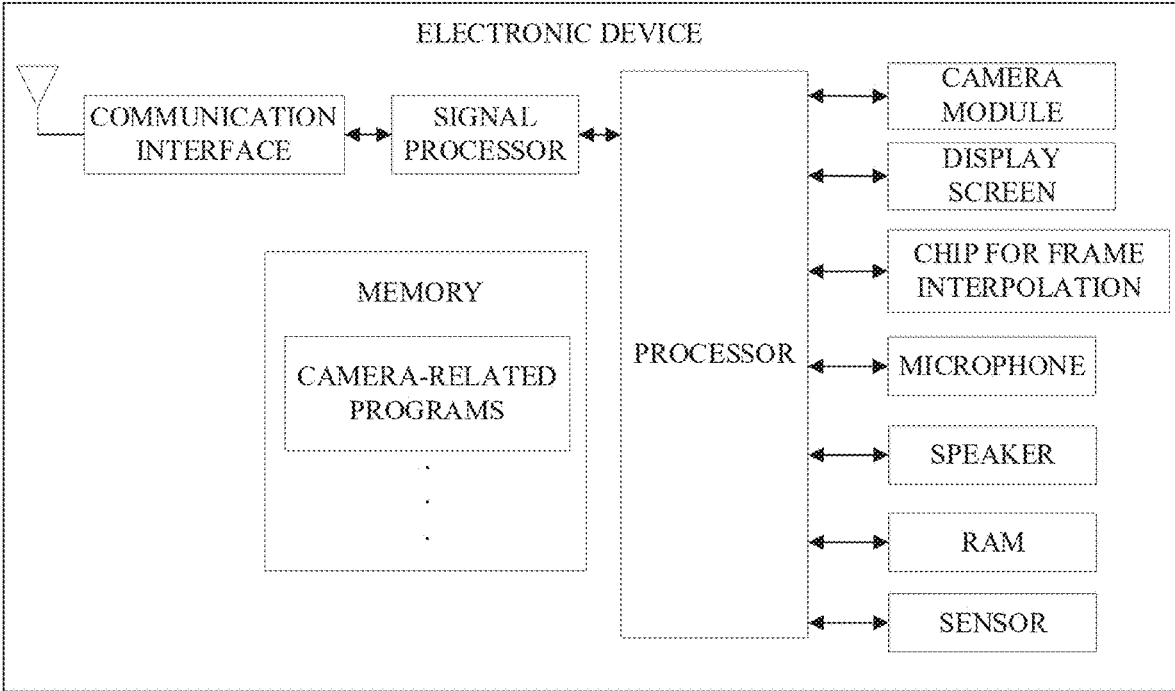 ELECTRONIC DEVICE
COMMUNICATION
INTERFACE
SIGNAL
PROCESSOR
MEMORY
CAMERA-RELATED
PROGRAMS
PROCESSOR
CAMERA
MODULE
DISPLAY
SCREEN
CHIP FOR FRAME
INTERPOLATION
MICROPHONE
SPEAKER
RAM
SENSOR